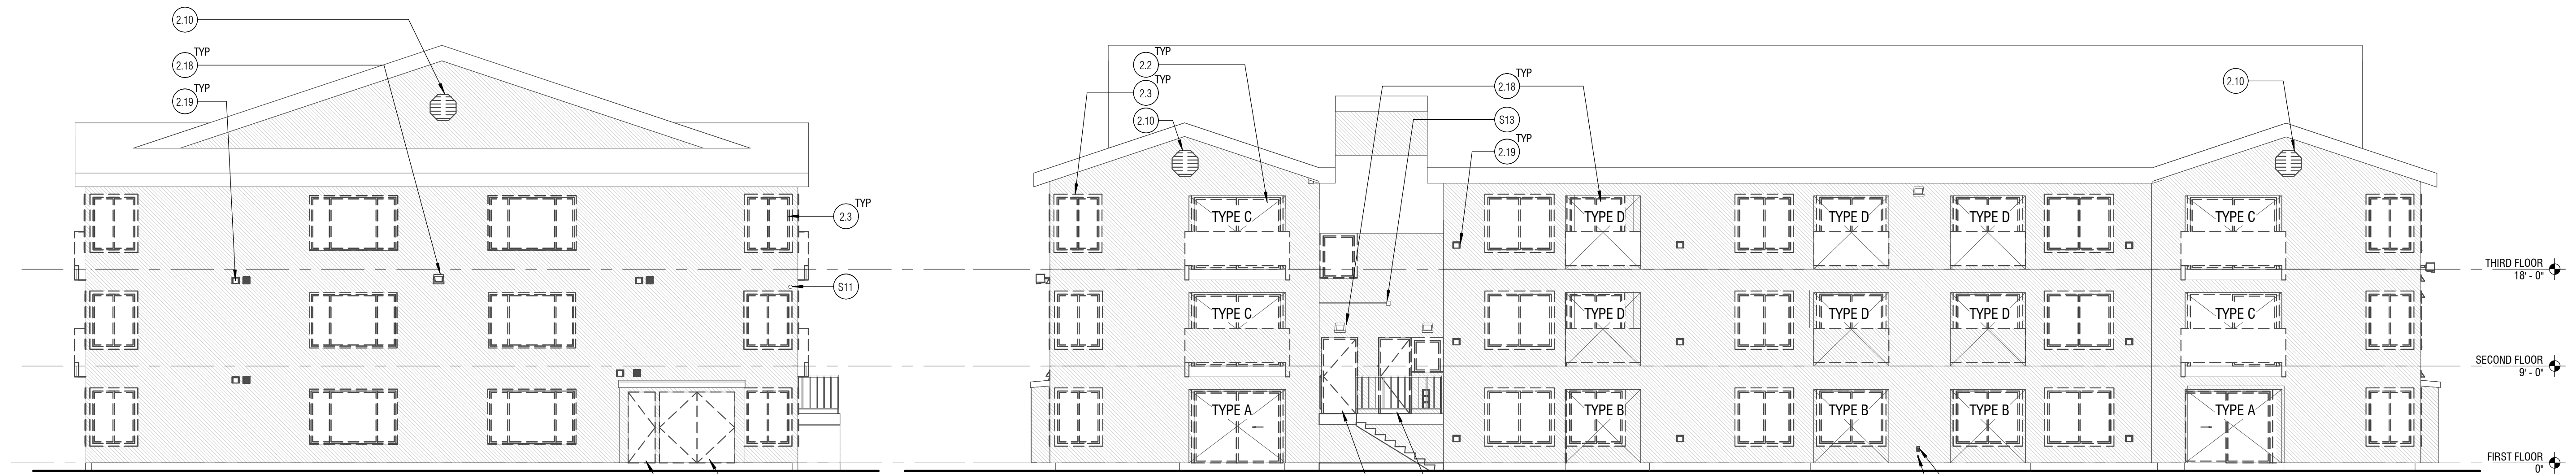 2.10
TYP
2.18
TYP
2.19
TYP
2.3
S11
TYP
2.2
TYP
2.3
2.10
TYP
2.18
S13
TYP
2.19
2.10
TYPE C
TYPE D
TYPE D
TYPE D
TYPE C
THIRD FLOOR
18' - 0"
TYPE C
TYPE D
TYPE D
TYPE D
TYPE C
SECOND FLOOR
9' - 0"
TYPE A
TYPE B
TYPE B
TYPE B
TYPE A
FIRST FLOOR
0"